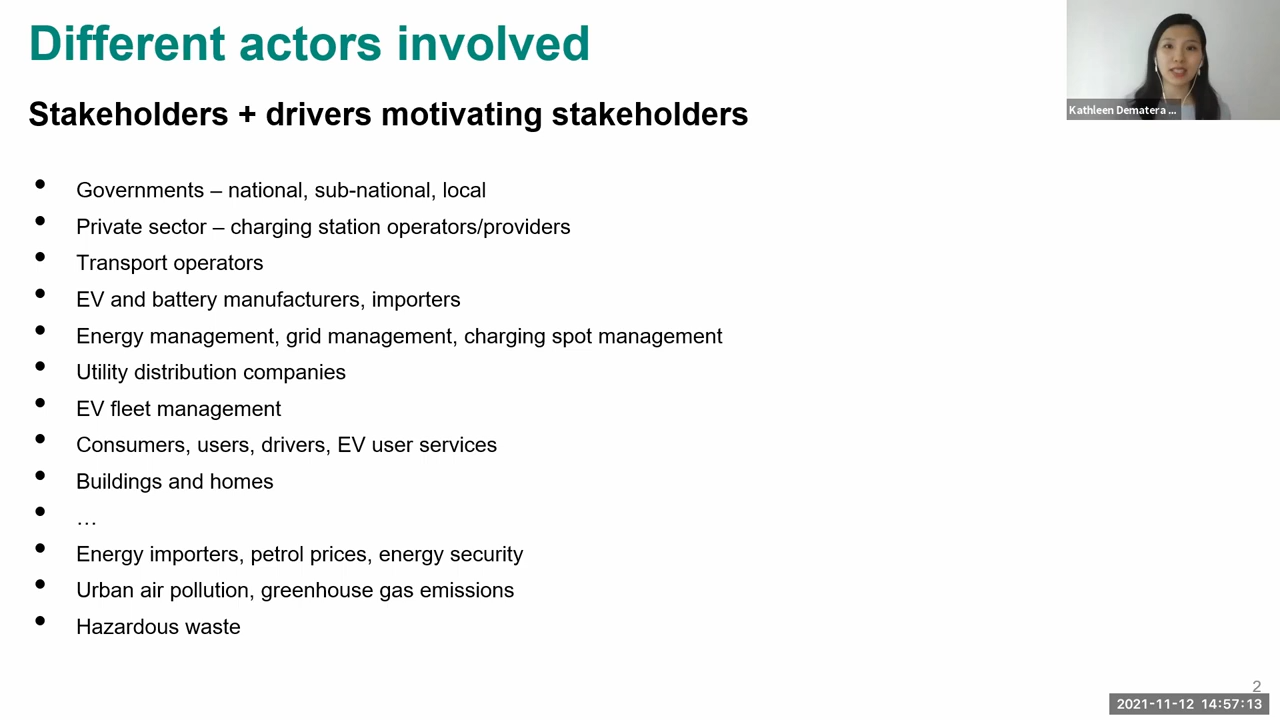 Different actors involved
Kathleen Dematera ...
Stakeholders + drivers motivating stakeholders
• Governments – national, sub-national, local
• Private sector – charging station operators/providers
• Transport operators
• EV and battery manufacturers, importers
• Energy management, grid management, charging spot management
• Utility distribution companies
• EV fleet management
• Consumers, users, drivers, EV user services
• Buildings and homes
• …
• Energy importers, petrol prices, energy security
• Urban air pollution, greenhouse gas emissions
• Hazardous waste
2
2021-11-12 14:57:13